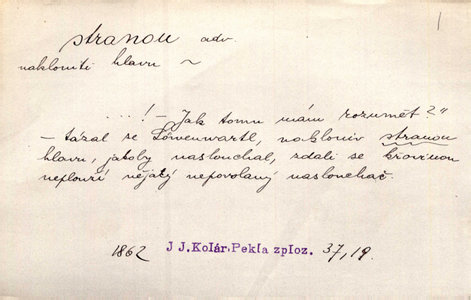 1
stranou adv.
nakloniti hlavu ~
...! – Jak tomu mám rozumět?"
– tázal se Löwenwartl, nakloniv stranou
hlavu, jakoby naslouchal, zdali se křovinou
neplouží nějaký nepovolaný naslouchač.
1862 J J.Kolár-Pekla zploz. 37,19.